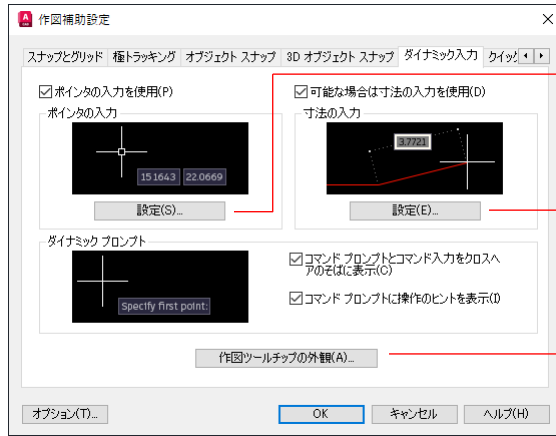 作図補助設定
スナップとグリッド 極トラッキング オブジェクト スナップ 3D オブジェクト スナップ ダイナミック入力 クイック
ポインタの入力を使用(P)
可能な場合は寸法の入力を使用(D)
ポインタの入力
寸法の入力
15.1643 22.0669
3.7721
設定(S)...
設定(E)...
ダイナミック プロンプト
Specify first point:
コマンド プロンプトとコマンド入力をクロスヘ
アのそばに表示(C)
コマンド プロンプトに操作のヒントを表示(I)
作図ツールチップの外観(A)...
オプション(T)...
OK
キャンセル
ヘルプ(H)